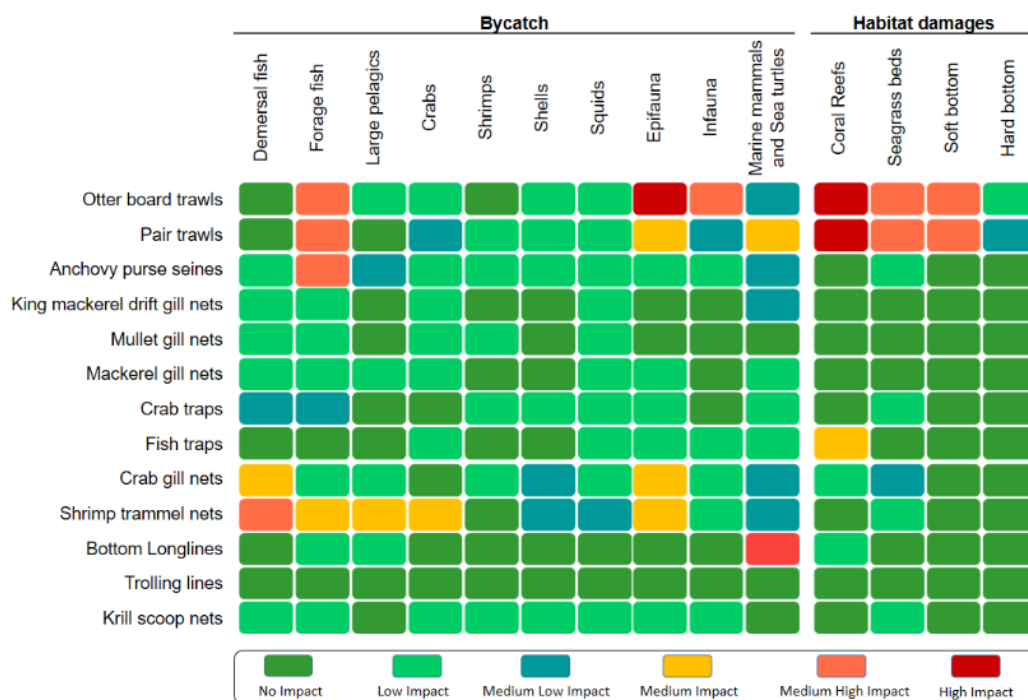 Bycatch
Habitat damages
Demersal fish
Forage fish
Large pelagics
Crabs
Shrimps
Shells
Squids
Epifauna
Infauna
Marine mammals
and Sea turtles
Coral Reefs
Seagrass beds
Soft bottom
Hard bottom
Otter board trawls
Pair trawls
Anchovy purse seines
King mackerel drift gill nets
Mullet gill nets
Mackerel gill nets
Crab traps
Fish traps
Crab gill nets
Shrimp trammel nets
Bottom Longlines
Trolling lines
Krill scoop nets
No Impact
Low Impact
Medium Low Impact
Medium Impact
Medium High Impact
High Impact